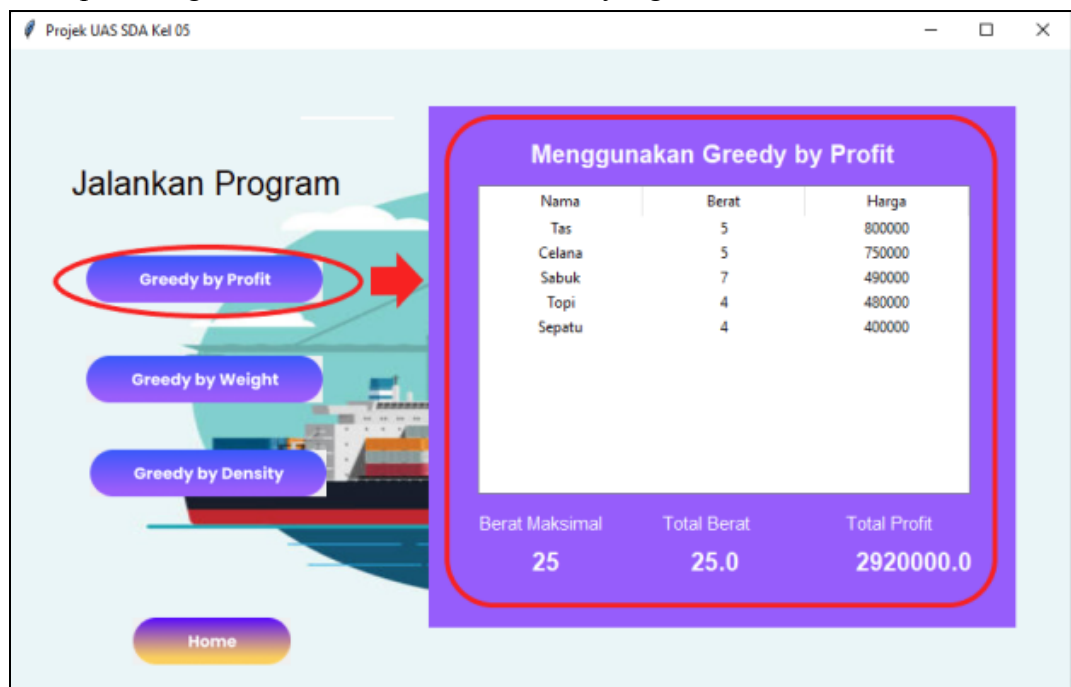 Projek UAS SDA Kel 05
Jalankan Program
Greedy by Profit
Greedy by Weight
Greedy by Density
Home
Menggunakan Greedy by Profit
Nama Berat Harga
Tas 5 800000
Celana 5 750000
Sabuk 7 490000
Topi 4 480000
Sepatu 4 400000
Berat Maksimal Total Berat Total Profit
25 25.0 2920000.0